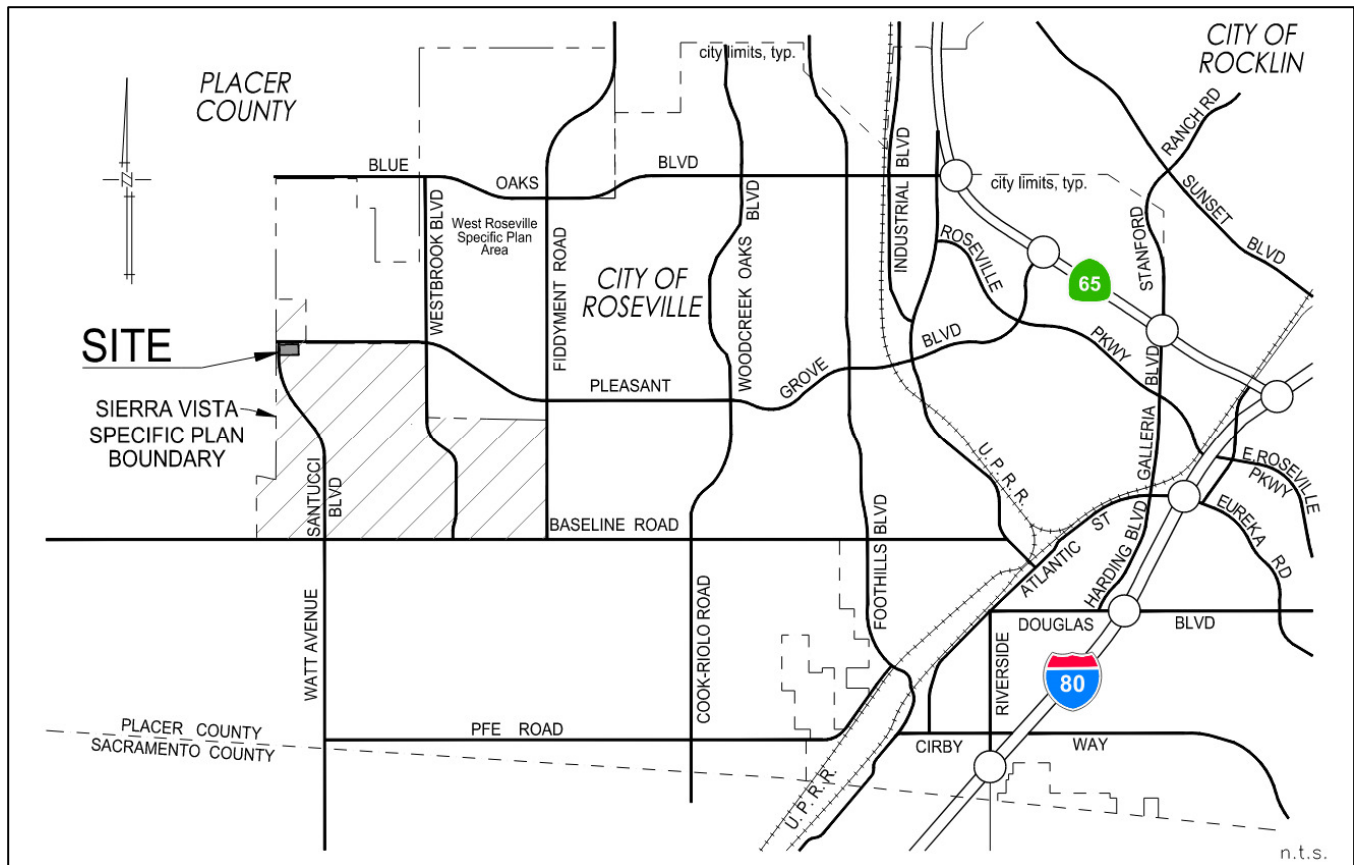 CITY OF
ROCKLIN
city limits, typ.
PLACER
COUNTY
RANCH RD
N
BLUE
OAKS
BLVD
BLVD
INDUSTRIAL BLVD
city limits, typ.
SUNSET
BLVD
WESTBROOK BLVD
West Roseville
Specific Plan
Area
FIDDYMENT ROAD
CITY OF
ROSEVILLE
WOODCREEK OAKS
ROSEVILLE
PKWY
65
STANFORD
SITE
PLEASANT
GROVE
BLVD
GALLERIA BLVD
SIERRA VISTA
SPECIFIC PLAN
BOUNDARY
SANTUCCI
BLVD
U.P.R.R.
E.ROSEVILLE
PKWY
EUREKA RD
BASELINE ROAD
FOOTHILLS BLVD
ATLANTIC ST
HARDING BLVD
DOUGLAS
BLVD
WATT AVENUE
COOK-RIOLO ROAD
RIVERSIDE
80
PLACER COUNTY
SACRAMENTO COUNTY
PFE ROAD
CIRBY
WAY
U.P.R.R.
n.t.s.